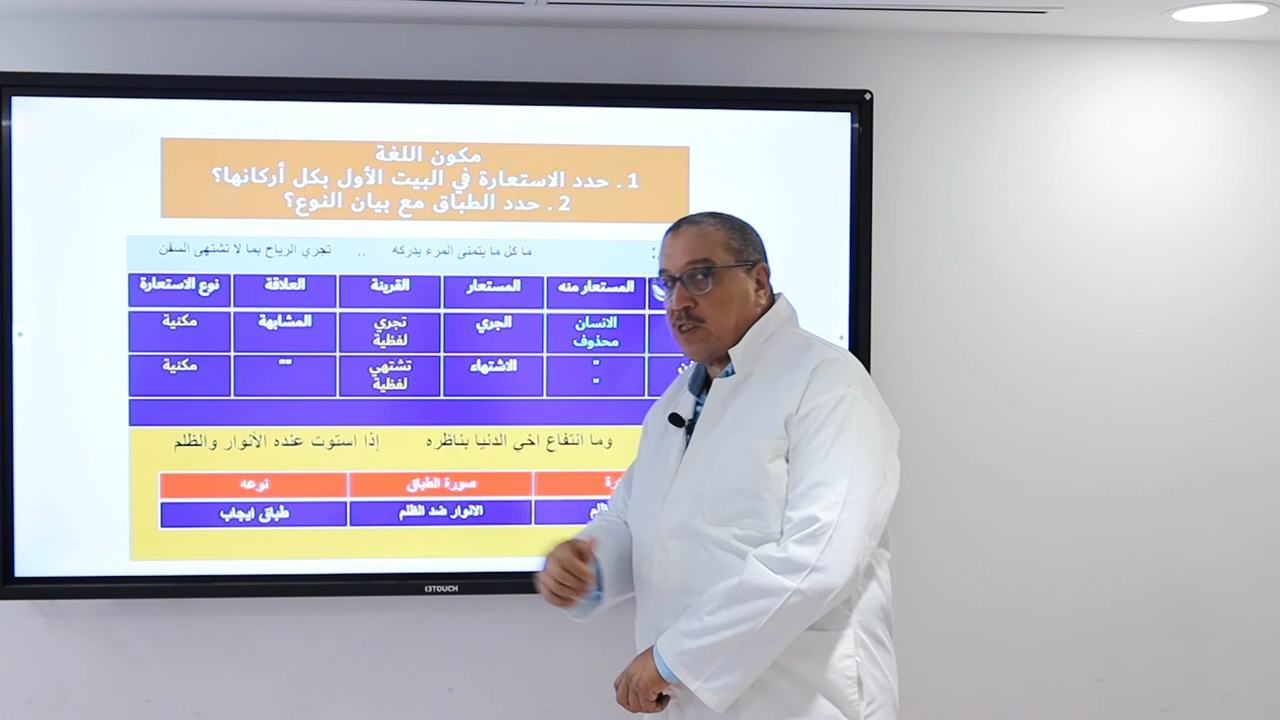 مكون اللغة
1 . حدد الاستعارة في البيت الأول بكل أركانها؟
2 . حدد الطباق مع بيان النوع؟
ما كل ما يتمنى المرء يدركه .. تجري الرياح بما لا تشتهى السفن
المستعار منه المستعار القرينة العلاقة نوع الاستعارة
الانسان محذوف الجري تجري لفظية المشابهة مكنية
" " الاشتهاء تشتهي لفظية "" مكنية
وما انتفاع اخي الدنيا بناظره إذا استوت عنده الأنوار والظلم
صورة الطباق نوعه
الانوار ضد الظلم طباق ايجاب
i3TOUCH